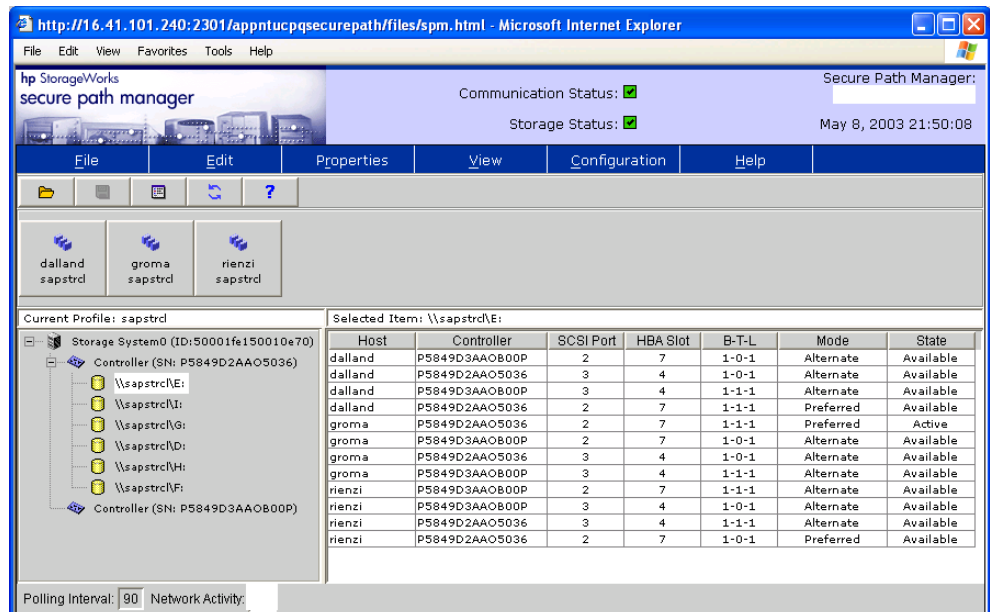 http://16.41.101.240:2301/appntucpqsecurepath/files/spm.html - Microsoft Internet Explorer
File Edit View Favorites Tools Help
hp StorageWorks
secure path manager
Communication Status:
Storage Status:
Secure Path Manager:
May 8, 2003 21:50:08
File Edit Properties View Configuration Help
?
dalland groma rienzi
sapstrcl sapstrcl sapstrcl
Current Profile: sapstrcl
Selected Item: \\sapstrcl\E:
Storage System0 (ID:50001fe150010e70)
Controller (SN: P5849D2AAO5036)
\\sapstrcl\E:
\\sapstrcl\I:
\\sapstrcl\G:
\\sapstrcl\D:
\\sapstrcl\H:
\\sapstrcl\F:
Controller (SN: P5849D3AAOB00P)
Host Controller SCSI Port HBA Slot B-T-L Mode State
dalland P5849D3AAOB00P 2 7 1-0-1 Alternate Available
dalland P5849D2AAO5036 3 4 1-0-1 Alternate Available
dalland P5849D3AAOB00P 3 4 1-1-1 Alternate Available
dalland P5849D2AAO5036 2 7 1-1-1 Preferred Available
groma P5849D2AAO5036 2 7 1-1-1 Preferred Active
groma P5849D3AAOB00P 2 7 1-0-1 Alternate Available
groma P5849D2AAO5036 3 4 1-0-1 Alternate Available
groma P5849D3AAOB00P 3 4 1-1-1 Alternate Available
rienzi P5849D3AAOB00P 2 7 1-1-1 Alternate Available
rienzi P5849D3AAOB00P 3 4 1-0-1 Alternate Available
rienzi P5849D2AAO5036 3 4 1-1-1 Alternate Available
rienzi P5849D2AAO5036 2 7 1-0-1 Preferred Available
Polling Interval: 90 Network Activity: